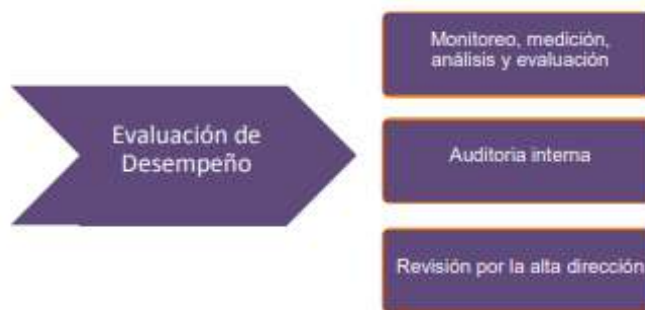 Monitoreo, medición,
análisis y evaluación
Evaluación de
Desempeño
Auditoria interna
Revisión por la alta dirección